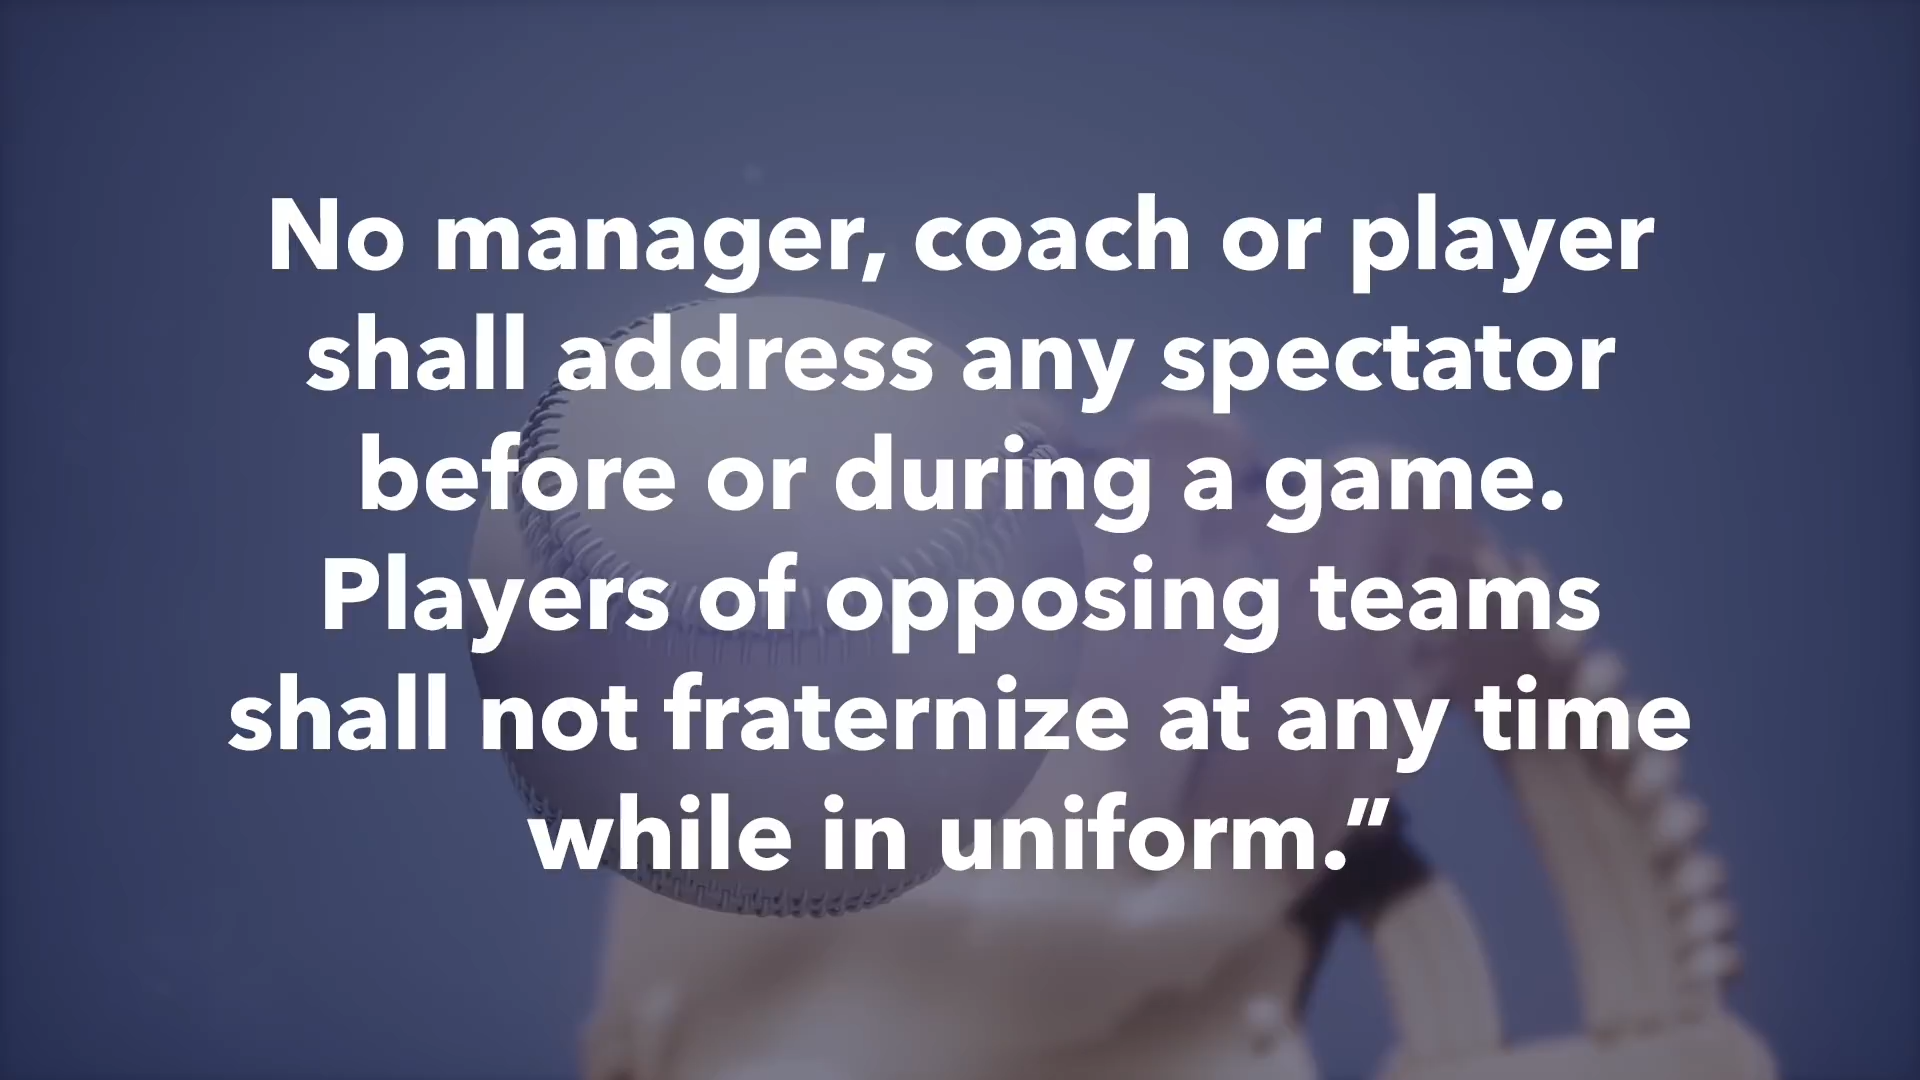 No manager, coach or player
shall address any spectator
before or during a game.
Players of opposing teams
shall not fraternize at any time
while in uniform.”